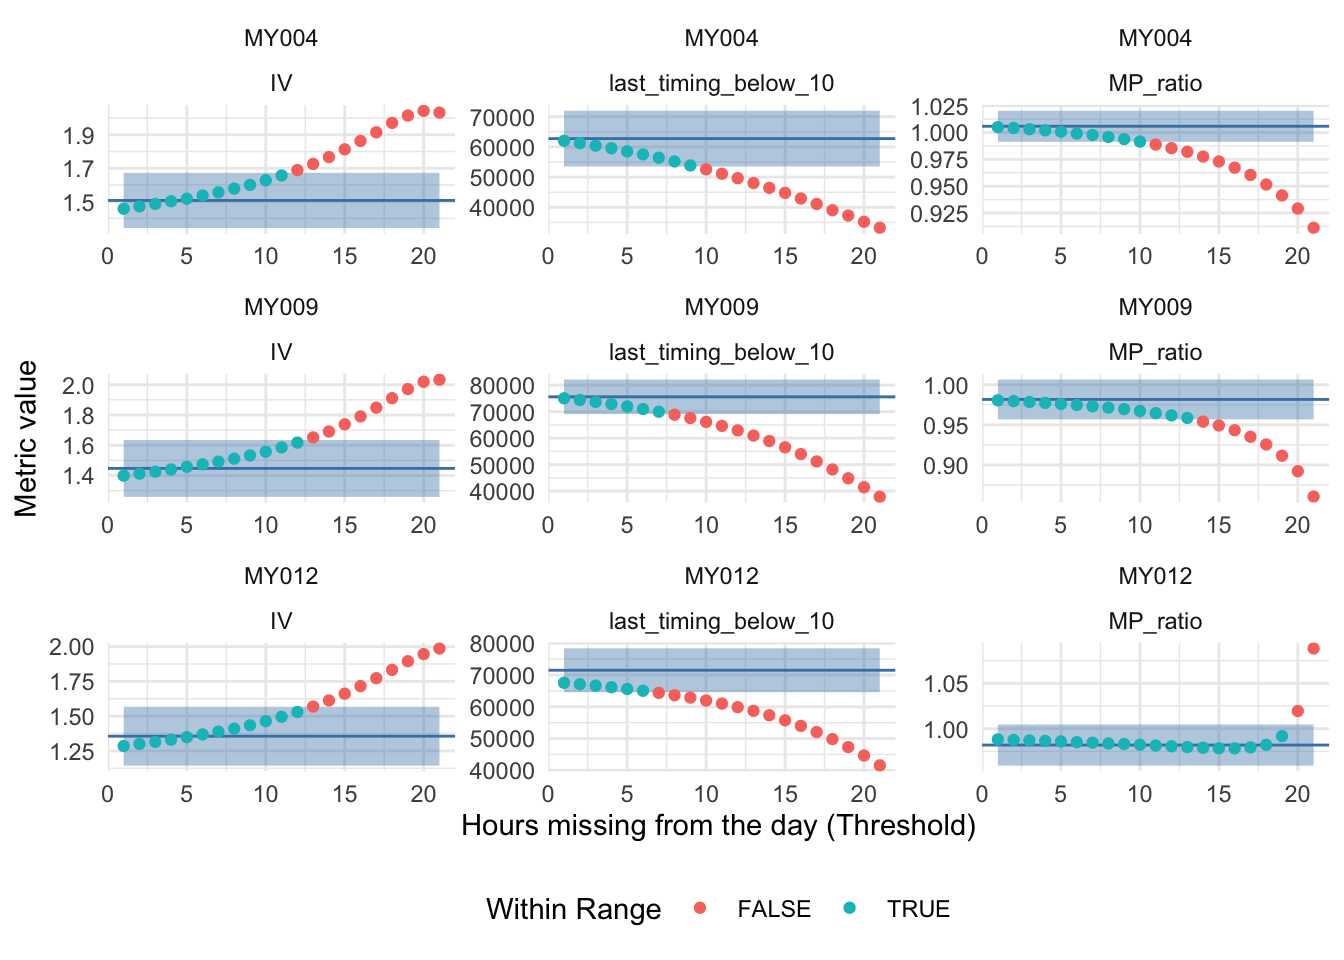 MY004 MY004 MY004
IV last_timing_below_10 MP_ratio
1.9
1.7
1.5
70000
60000
50000
40000
1.025
1.000
0.975
0.950
0.925
0 5 10 15 20 0 5 10 15 20 0 5 10 15 20
MY009 MY009 MY009
IV last_timing_below_10 MP_ratio
2.0
1.8
1.6
1.4
80000
70000
60000
50000
40000
1.00
0.95
0.90
0 5 10 15 20 0 5 10 15 20 0 5 10 15 20
Metric value
MY012 MY012 MY012
IV last_timing_below_10 MP_ratio
2.00
1.75
1.50
1.25
80000
70000
60000
50000
40000
1.05
1.00
0 5 10 15 20 0 5 10 15 20 0 5 10 15 20
Hours missing from the day (Threshold)
Within Range FALSE TRUE